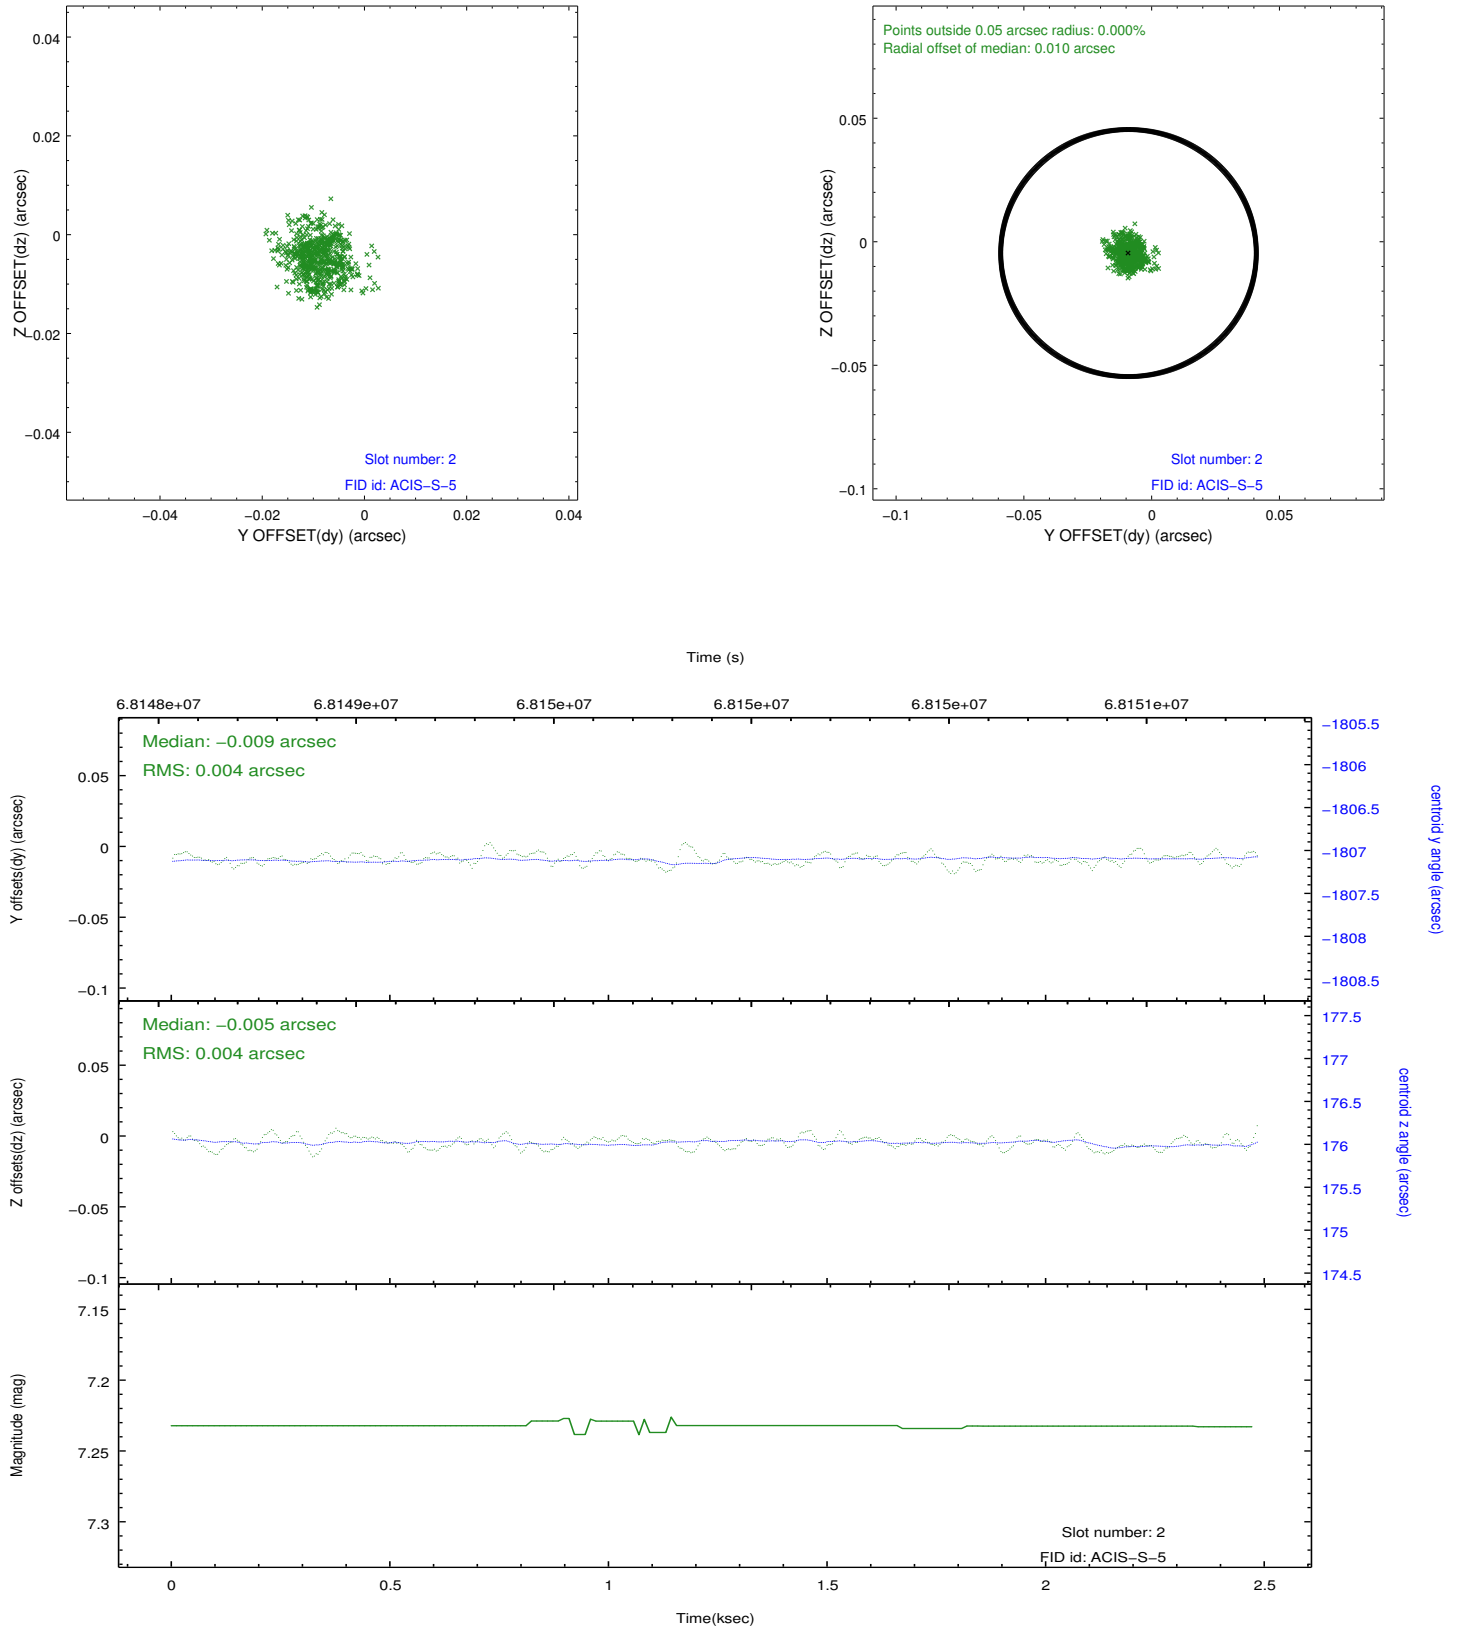 0.04
0.02
0
−0.02
−0.04
Z OFFSET(dz) (arcsec)
−0.04
−0.02
0
0.02
0.04
Y OFFSET(dy) (arcsec)
Slot number: 2
FID id: ACIS−S−5
Points outside 0.05 arcsec radius: 0.000%
Radial offset of median: 0.010 arcsec
0.05
0
−0.05
−0.1
Z OFFSET(dz) (arcsec)
−0.1
−0.05
0
0.05
Y OFFSET(dy) (arcsec)
Slot number: 2
FID id: ACIS−S−5
Time (s)
6.8148e+07
6.8149e+07
6.815e+07
6.815e+07
6.815e+07
6.8151e+07
Median: −0.009 arcsec
RMS: 0.004 arcsec
0.05
0
−0.05
−0.1
Y offsets(dy) (arcsec)
−1805.5
−1806
−1806.5
−1807
−1807.5
−1808
−1808.5
centroid y angle (arcsec)
Median: −0.005 arcsec
RMS: 0.004 arcsec
0.05
0
−0.05
−0.1
Z offsets(dz) (arcsec)
177.5
177
176.5
176
175.5
175
174.5
centroid z angle (arcsec)
7.15
7.2
7.25
7.3
Magnitude (mag)
Slot number: 2
FID id: ACIS−S−5
0
0.5
1
1.5
2
2.5
Time(ksec)